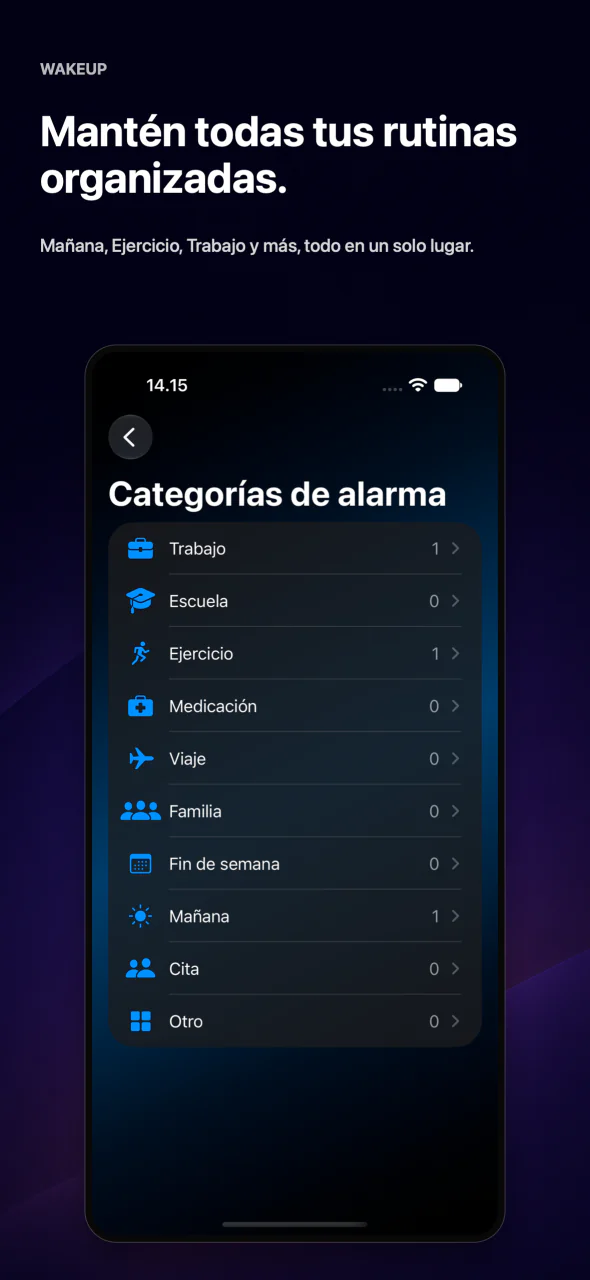 WAKEUP
Mantén todas tus rutinas
organizadas.
Mañana, Ejercicio, Trabajo y más, todo en un solo lugar.
14.15
Categorías de alarma
Trabajo 1
Escuela 0
Ejercicio 1
Medicación 0
Viaje 0
Familia 0
Fin de semana 0
Mañana 1
Cita 0
Otro 0